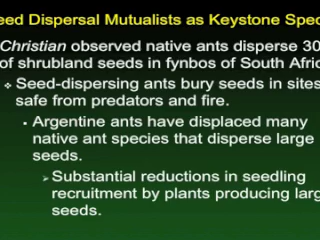 eed Dispersal Mutualists as Keystone Spec
Christian observed native ants disperse 30
of shrubland seeds in fynbos of South Afric
Seed-dispersing ants bury seeds in sites
safe from predators and fire.
Argentine ants have displaced many
native ant species that disperse large
seeds.
Substantial reductions in seedling
recruitment by plants producing larg
seeds.